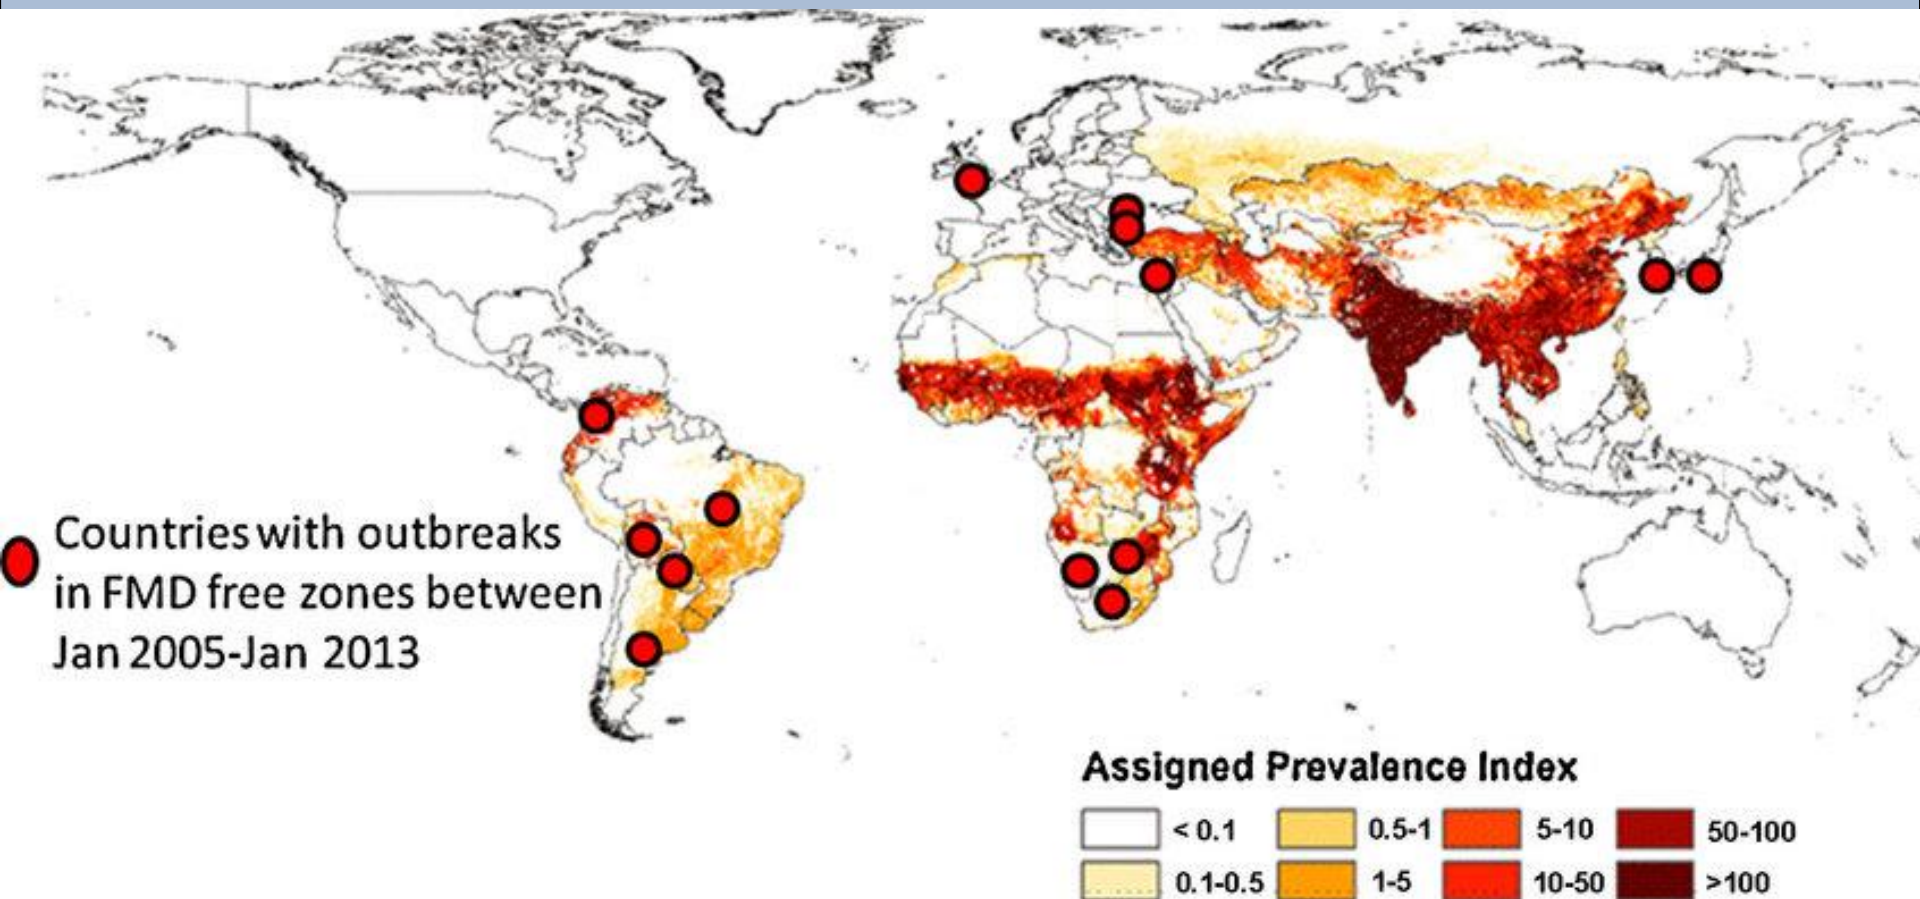 Countries with outbreaks
in FMD free zones between
Jan 2005-Jan 2013
Assigned Prevalence Index
< 0.1
0.5-1
5-10
50-100
0.1-0.5
1-5
10-50
>100